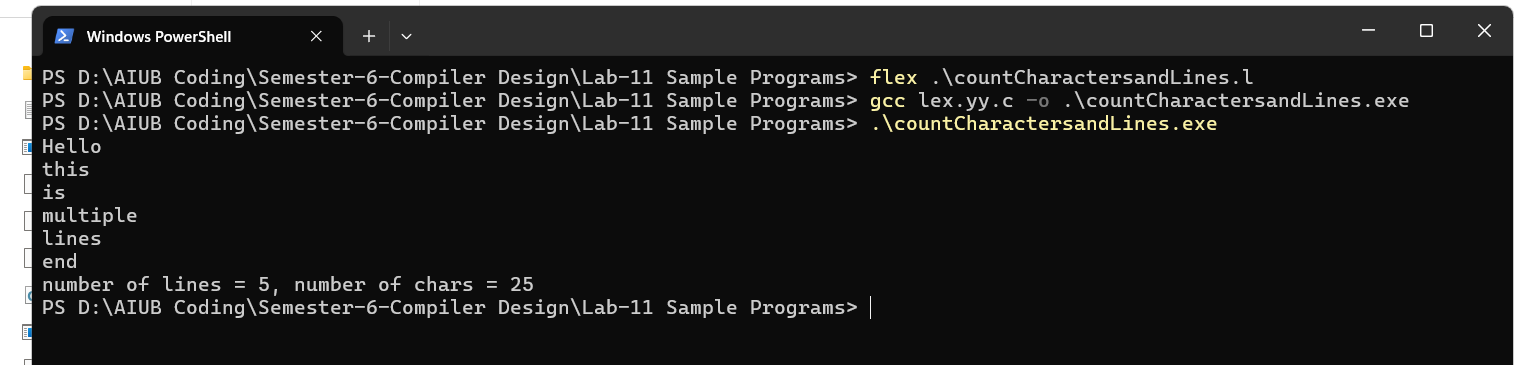 Windows PowerShell
PS D:\AIUB Coding\Semester-6-Compiler Design\Lab-11 Sample Programs> flex .\countCharactersandLines.l
PS D:\AIUB Coding\Semester-6-Compiler Design\Lab-11 Sample Programs> gcc lex.yy.c -o .\countCharactersandLines.exe
PS D:\AIUB Coding\Semester-6-Compiler Design\Lab-11 Sample Programs> .\countCharactersandLines.exe
Hello
this
is
multiple
lines
end
number of lines = 5, number of chars = 25
PS D:\AIUB Coding\Semester-6-Compiler Design\Lab-11 Sample Programs>